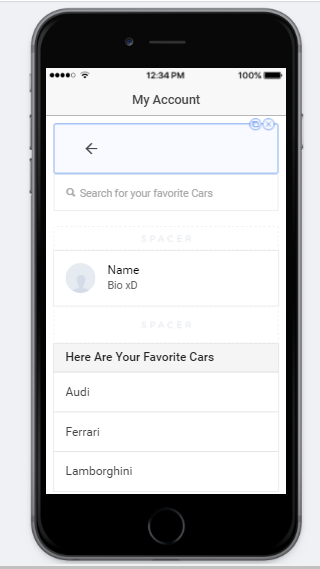 12:34 PM 100%
My Account
Search for your favorite Cars
SPACER
Name
Bio xD
SPACER
Here Are Your Favorite Cars
Audi
Ferrari
Lamborghini